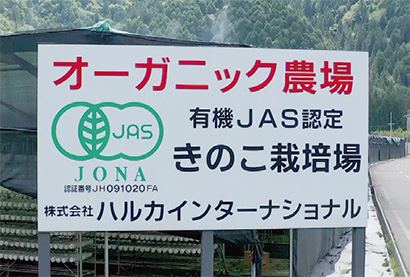 オーガニック農場
JAS
有機JAS認定
きのこ栽培場
JONA
認証番号JH091020FA
株式会社 ハルカインターナショナル